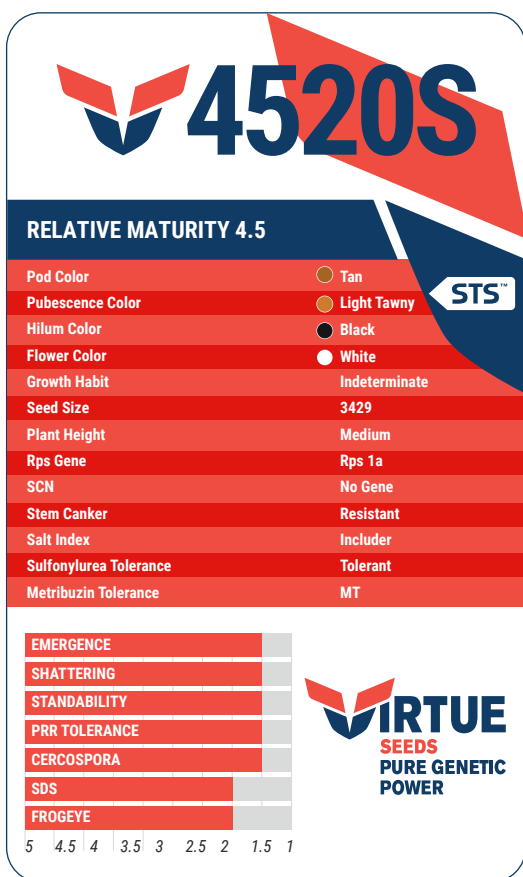 4520S
RELATIVE MATURITY 4.5
STS™
Pod Color Tan
Pubescence Color Light Tawny
Hilum Color Black
Flower Color White
Growth Habit Indeterminate
Seed Size 3429
Plant Height Medium
Rps Gene Rps 1a
SCN No Gene
Stem Canker Resistant
Salt Index Includer
Sulfonylurea Tolerance Tolerant
Metribuzin Tolerance MT
EMERGENCE
SHATTERING
STANDABILITY
PRR TOLERANCE
CERCOSPORA
SDS
FROGEYE
5 4.5 4 3.5 3 2.5 2 1.5 1
VIRTUE
SEEDS
PURE GENETIC
POWER